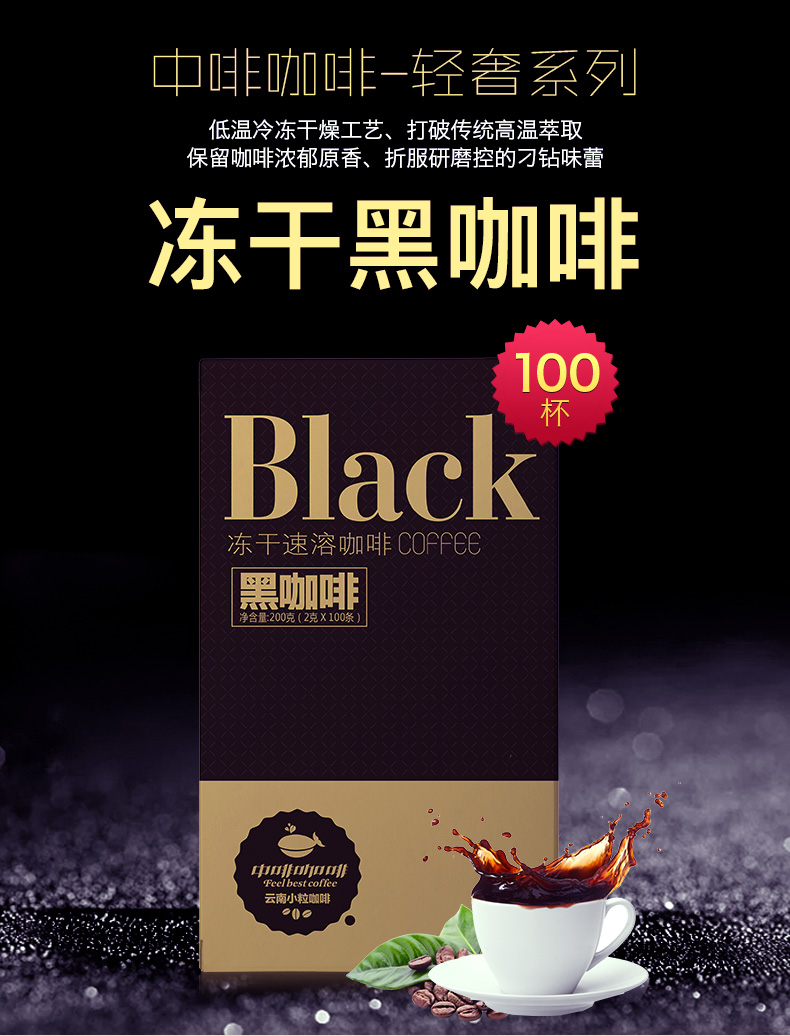 中啡咖啡-轻奢系列
低温冷冻干燥工艺、打破传统高温萃取
保留咖啡浓郁原香、折服研磨控的刁钻味蕾
冻干黑咖啡
100
杯
Black
冻干速溶咖啡 COFFEE
黑咖啡
净含量:200克（2克X100条）
中啡咖啡
Feel best coffee
云南小粒咖啡